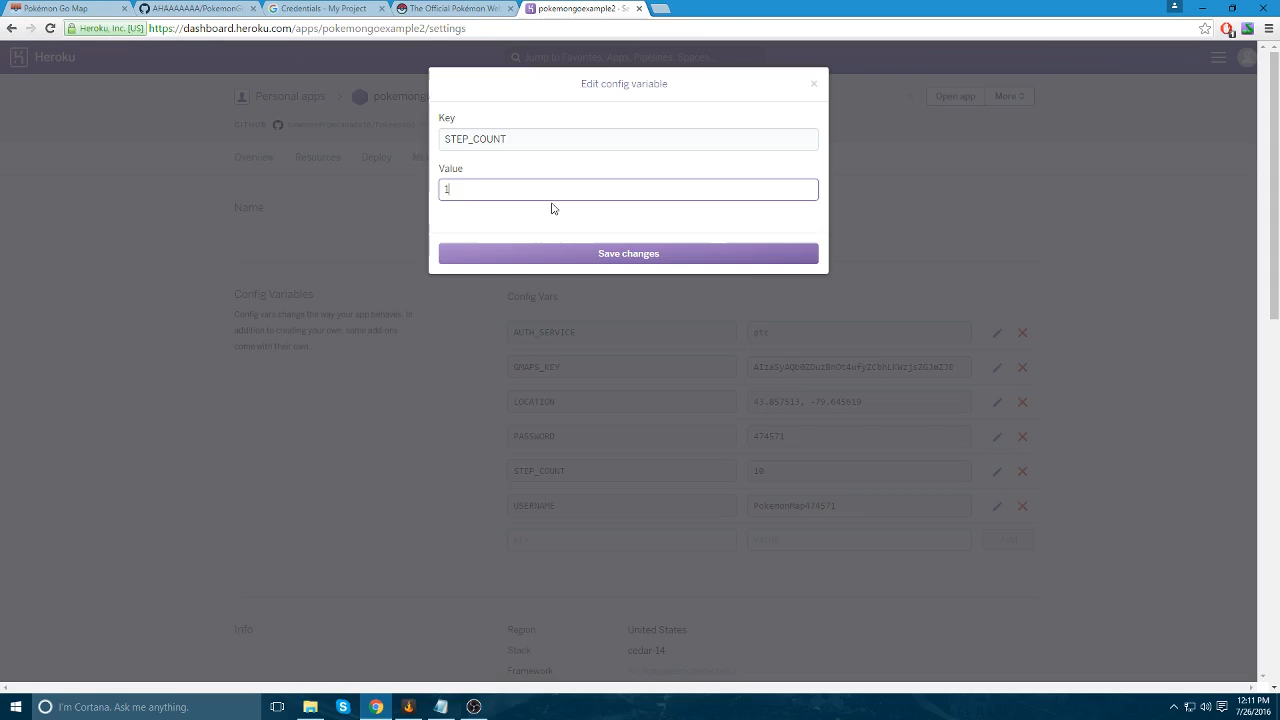 Pokémon Go Map
AHAAAAAAA/PokemonG
Credentials - My Project
The Official Pokémon Web
pokemongoexample2 - Se
Heroku, Inc. [US]
https://dashboard.heroku.com/apps/pokemongoexample2/settings
Heroku
Jump to Favorites, Apps, Pipelines, Spaces...
Edit config variable
Personal apps
pokemong
Open app
More
GITHUB
Key
STEP_COUNT
Overview
Resources
Deploy
Value
1
Name
Save changes
Config Variables
Config Vars
Config vars change the way your app behaves. In
addition to creating your own, some add-ons
come with their own.
AUTH_SERVICE
ptc
GMAPS_KEY
LOCATION
43.857513, -79.645619
PASSWORD
474571
STEP_COUNT
10
USERNAME
PokemonMap474571
KEY
VALUE
Add
Info
Region
United States
Stack
cedar-14
Framework
I'm Cortana. Ask me anything.
12:11 PM
7/26/2016